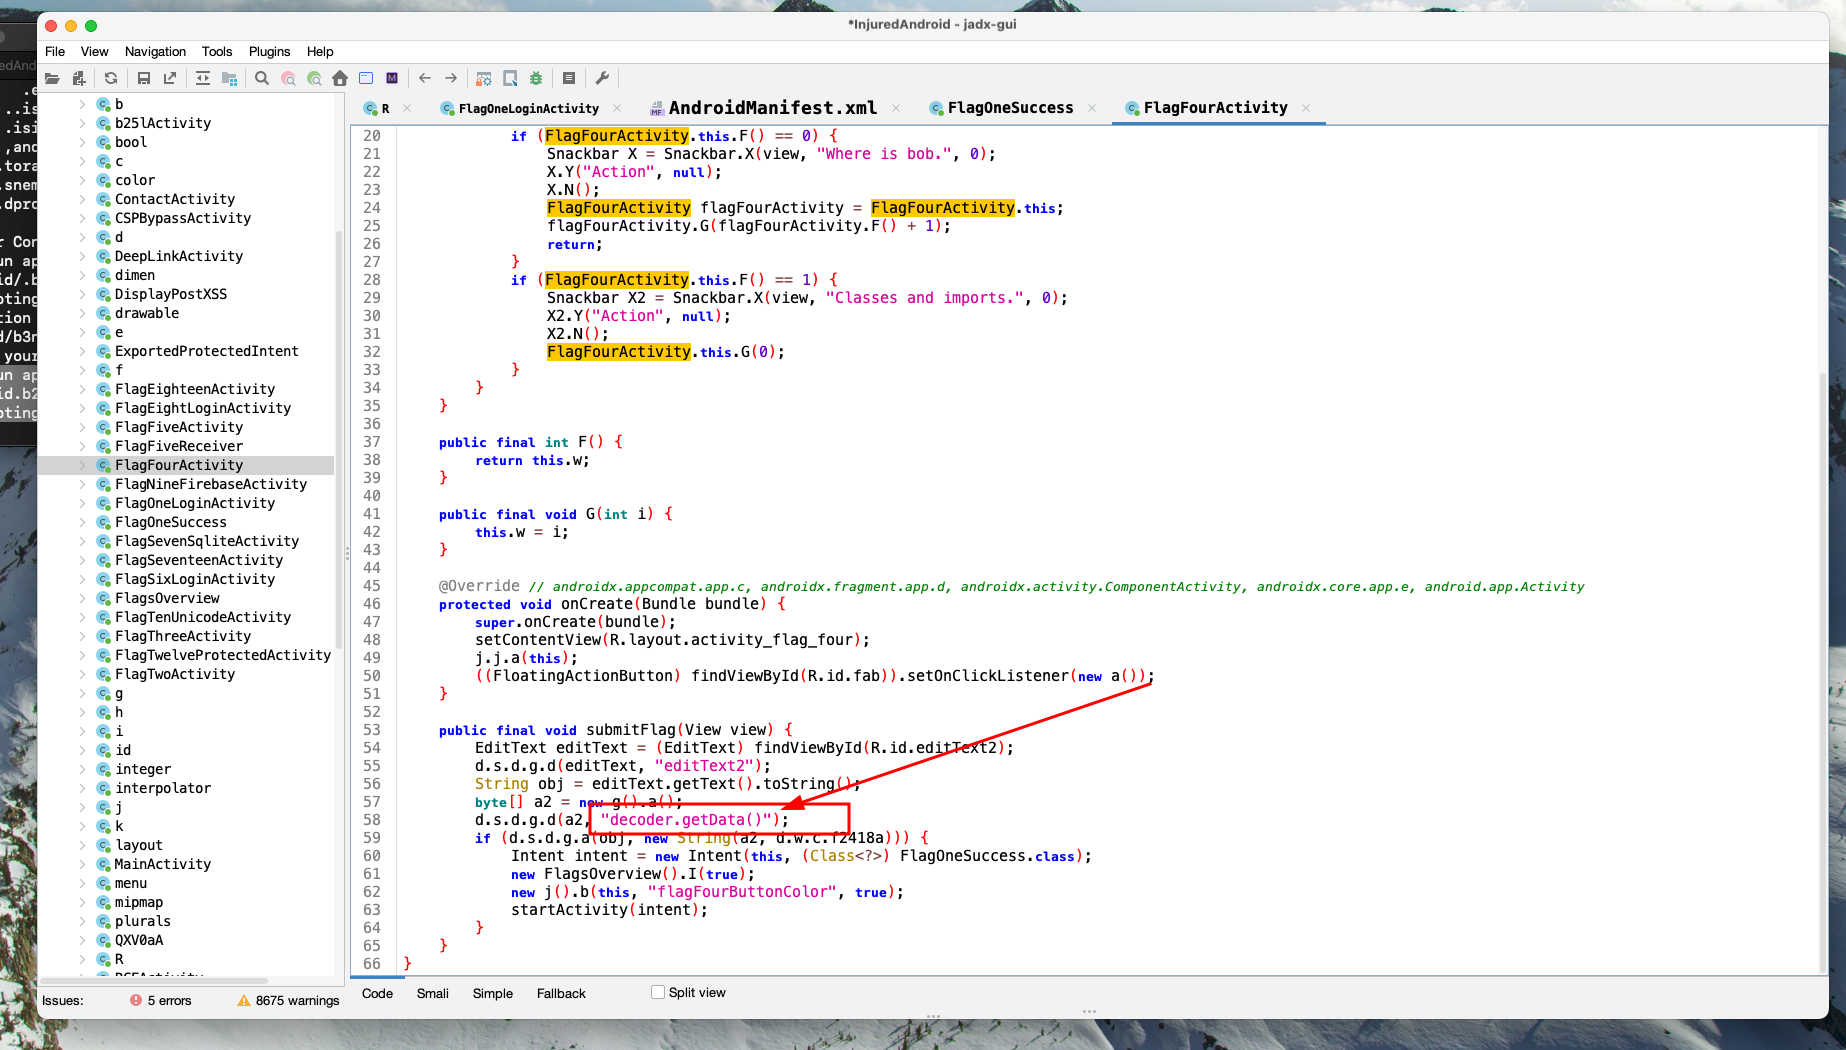 *InjuredAndroid - jadx-gui
File View Navigation Tools Plugins Help
R FlagOneLoginActivity AndroidManifest.xml FlagOneSuccess FlagFourActivity
b
b25lActivity
bool
c
color
ContactActivity
CSPBypassActivity
d
DeepLinkActivity
dimen
DisplayPostXSS
drawable
e
ExportedProtectedIntent
f
FlagEighteenActivity
FlagEightLoginActivity
FlagFiveActivity
FlagFiveReceiver
FlagFourActivity
FlagNineFirebaseActivity
FlagOneLoginActivity
FlagOneSuccess
FlagSevenSqliteActivity
FlagSeventeenActivity
FlagSixLoginActivity
FlagsOverview
FlagTenUnicodeActivity
FlagThreeActivity
FlagTwelveProtectedActivity
FlagTwoActivity
g
h
i
id
integer
interpolator
j
k
layout
MainActivity
menu
mipmap
plurals
QXV0aA
R
20 if (FlagFourActivity.this.F() == 0) {
21 Snackbar X = Snackbar.X(view, "Where is bob.", 0);
22 X.Y("Action", null);
23 X.N();
24 FlagFourActivity flagFourActivity = FlagFourActivity.this;
25 flagFourActivity.G(flagFourActivity.F() + 1);
26 return;
27 }
28 if (FlagFourActivity.this.F() == 1) {
29 Snackbar X2 = Snackbar.X(view, "Classes and imports.", 0);
30 X2.Y("Action", null);
31 X2.N();
32 FlagFourActivity.this.G(0);
33 }
34 }
35 }
36
37 public final int F() {
38 return this.w;
39 }
40
41 public final void G(int i) {
42 this.w = i;
43 }
44
45 @Override // androidx.appcompat.app.c, androidx.fragment.app.d, androidx.activity.ComponentActivity, androidx.core.app.e, android.app.Activity
46 protected void onCreate(Bundle bundle) {
47 super.onCreate(bundle);
48 setContentView(R.layout.activity_flag_four);
49 j.j.a(this);
50 ((FloatingActionButton) findViewById(R.id.fab)).setOnClickListener(new a());
51 }
52
53 public final void submitFlag(View view) {
54 EditText editText = (EditText) findViewById(R.id.editText2);
55 d.s.d.g.d(editText, "editText2");
56 String obj = editText.getText().toString();
57 byte[] a2 = new g().a();
58 d.s.d.g.d(a2, "decoder.getData()");
59 if (d.s.d.g.a(obj, new String(a2, d.w.c.f2418a))) {
60 Intent intent = new Intent(this, (Class<?>) FlagOneSuccess.class);
61 new FlagsOverview().I(true);
62 new j().b(this, "flagFourButtonColor", true);
63 startActivity(intent);
64 }
65 }
66 }
Issues: 5 errors 8675 warnings
Code Smali Simple Fallback Split view